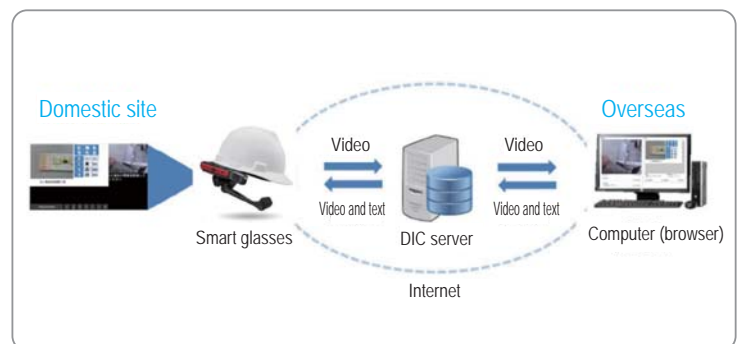 Domestic site
Overseas
Video
Video
Video and text
Video and text
Smart glasses
DIC server
Computer (browser)
Internet